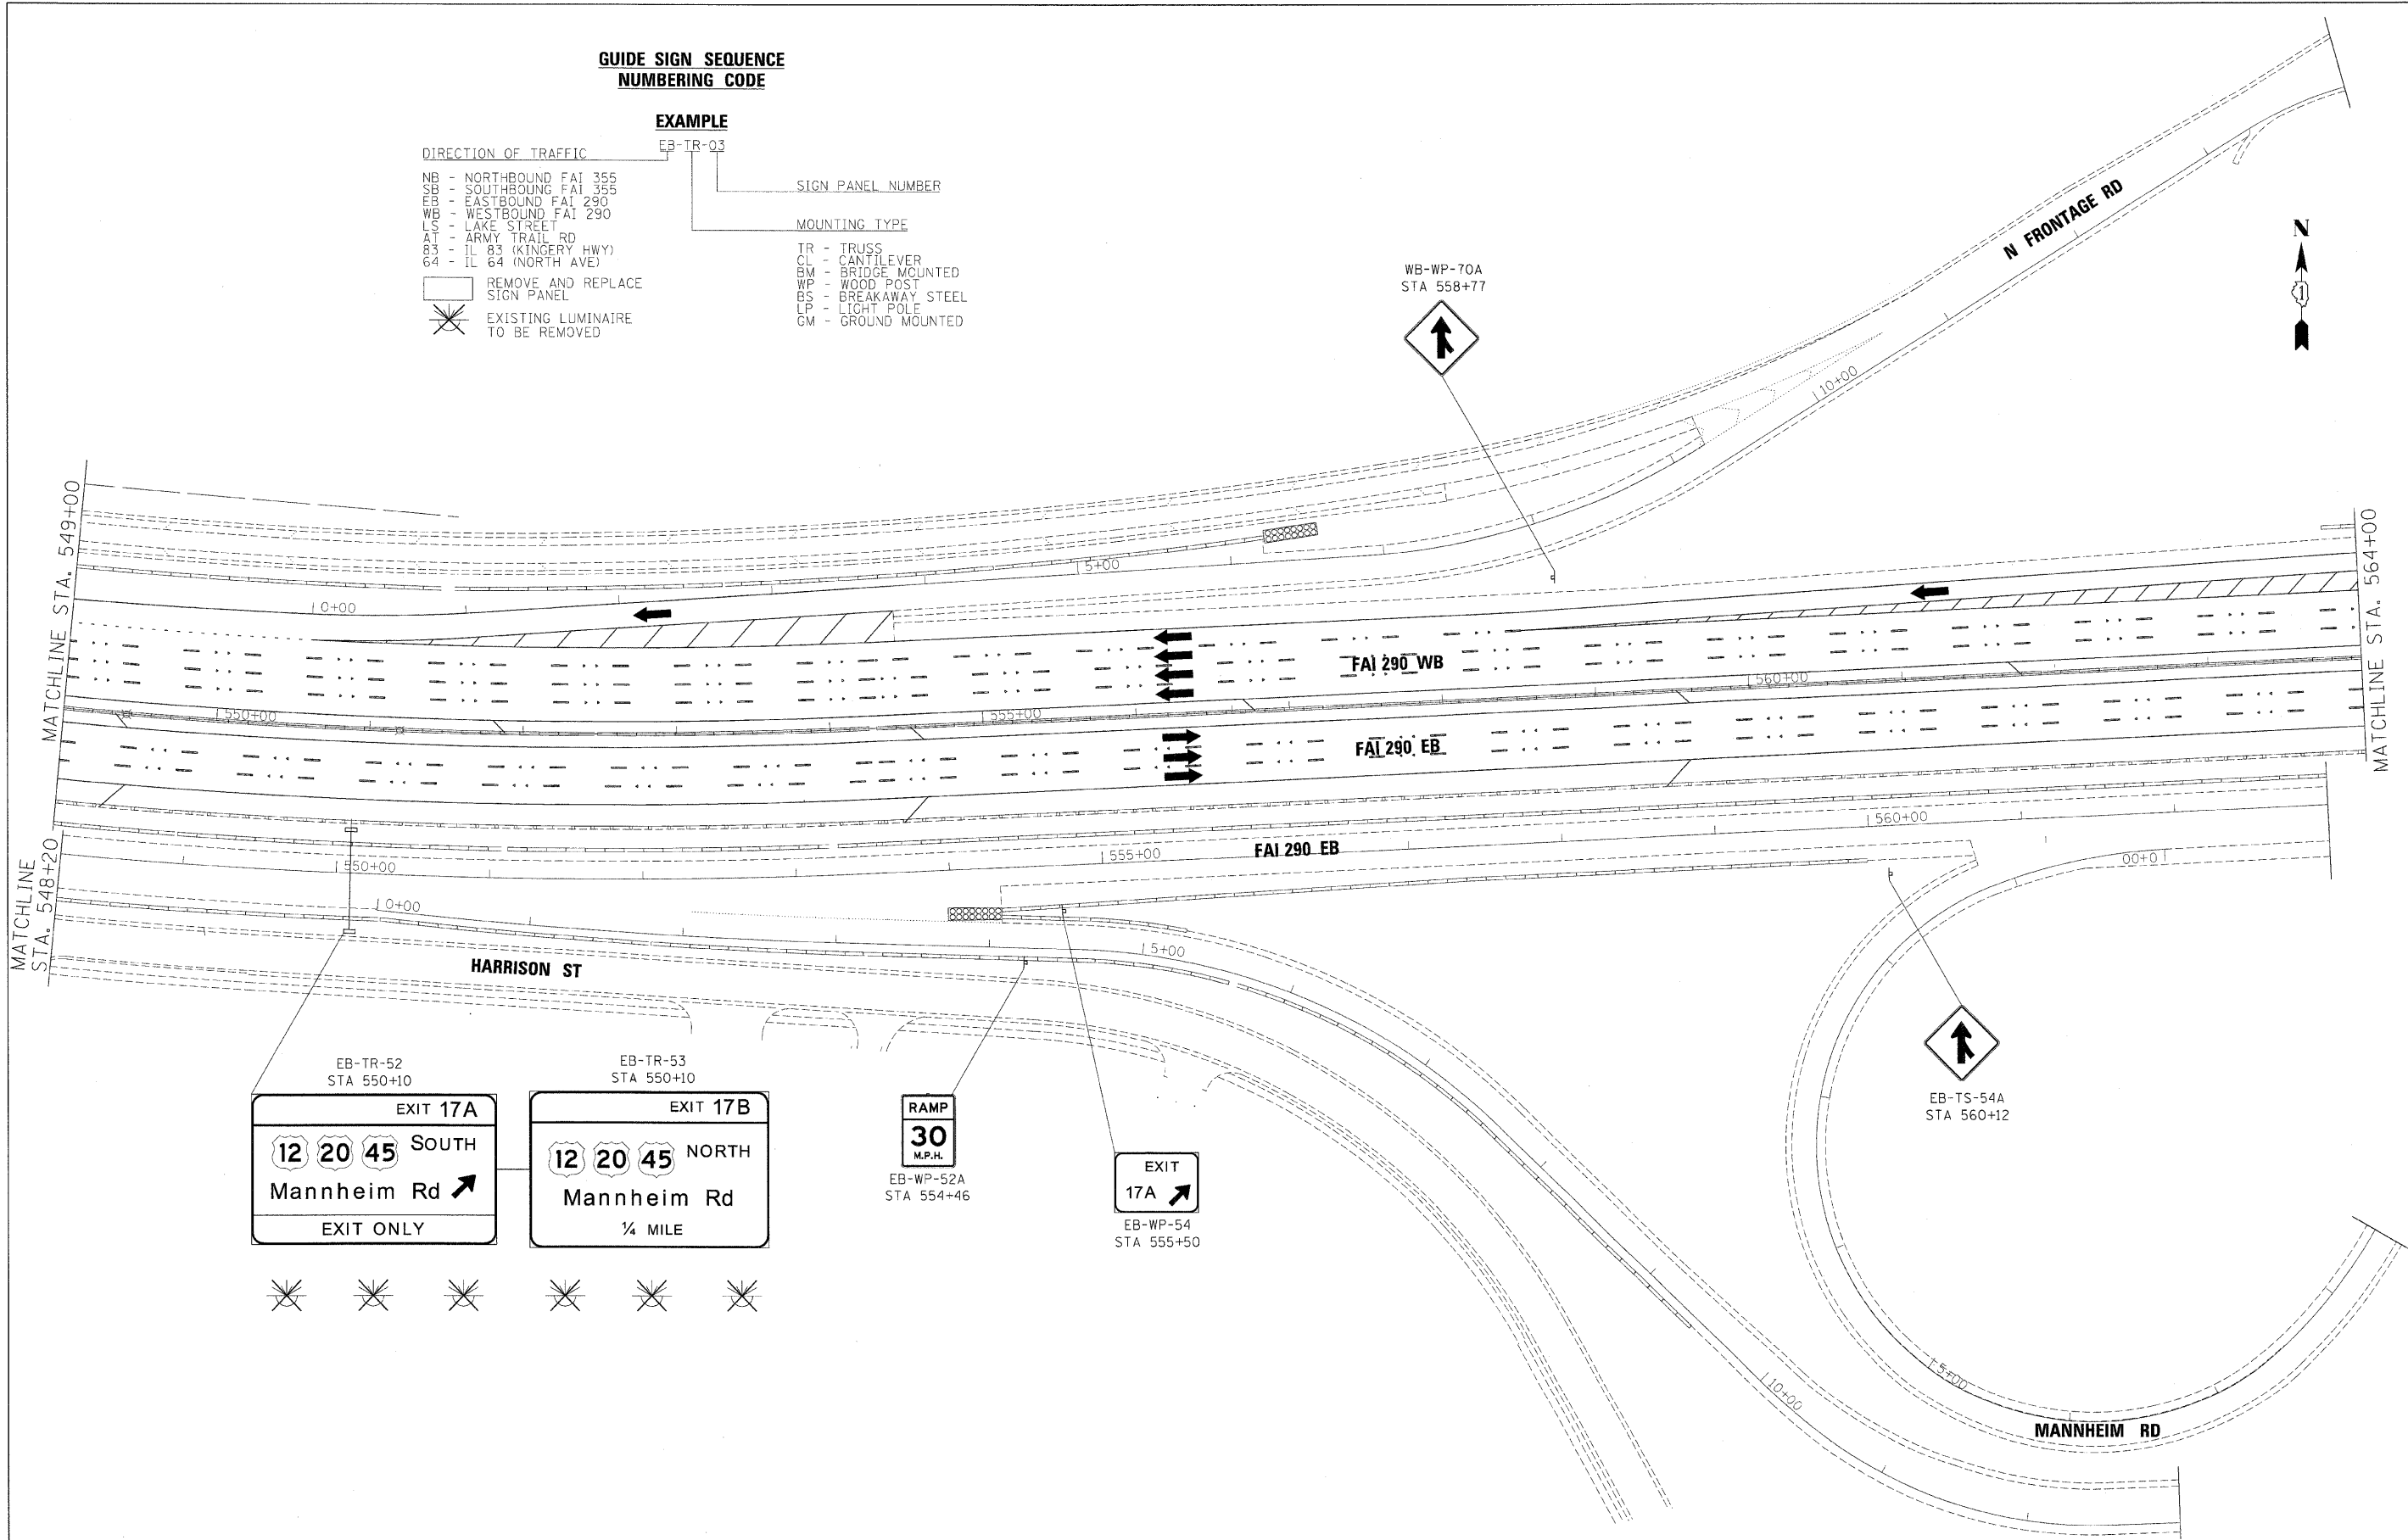 GUIDE SIGN SEQUENCE
NUMBERING CODE
EXAMPLE
EB-TR-03
DIRECTION OF TRAFFIC
NB - NORTHBOUND FAI 355
SB - SOUTHBOUNG FAI 355
EB - EASTBOUND FAI 290
WB - WESTBOUND FAI 290
LS - LAKE STREET
AT - ARMY TRAIL RD
83 - IL 83 (KINGERY HWY)
64 - IL 64 (NORTH AVE)
REMOVE AND REPLACE
SIGN PANEL
EXISTING LUMINAIRE
TO BE REMOVED
SIGN PANEL NUMBER
MOUNTING TYPE
TR - TRUSS
CL - CANTILEVER
BM - BRIDGE MOUNTED
WP - WOOD POST
BS - BREAKAWAY STEEL
LP - LIGHT POLE
GM - GROUND MOUNTED
WB-WP-70A
STA 558+77
N FRONTAGE RD
N
1
10+00
MATCHLINE STA. 549+00
MATCHLINE STA. 564+00
5+00
0+00
FAI 290 WB
560+00
550+00
555+00
FAI 290 EB
MATCHLINE
STA. 548+20
550+00
555+00
FAI 290 EB
560+00
0+00
0+00
5+00
HARRISON ST
EB-TR-52
STA 550+10
EXIT 17A
12 20 45 SOUTH
Mannheim Rd
EXIT ONLY
EB-TR-53
STA 550+10
EXIT 17B
12 20 45 NORTH
Mannheim Rd
¼ MILE
RAMP
30
M.P.H.
EB-WP-52A
STA 554+46
EXIT
17A
EB-WP-54
STA 555+50
EB-TS-54A
STA 560+12
5+00
10+00
MANNHEIM RD